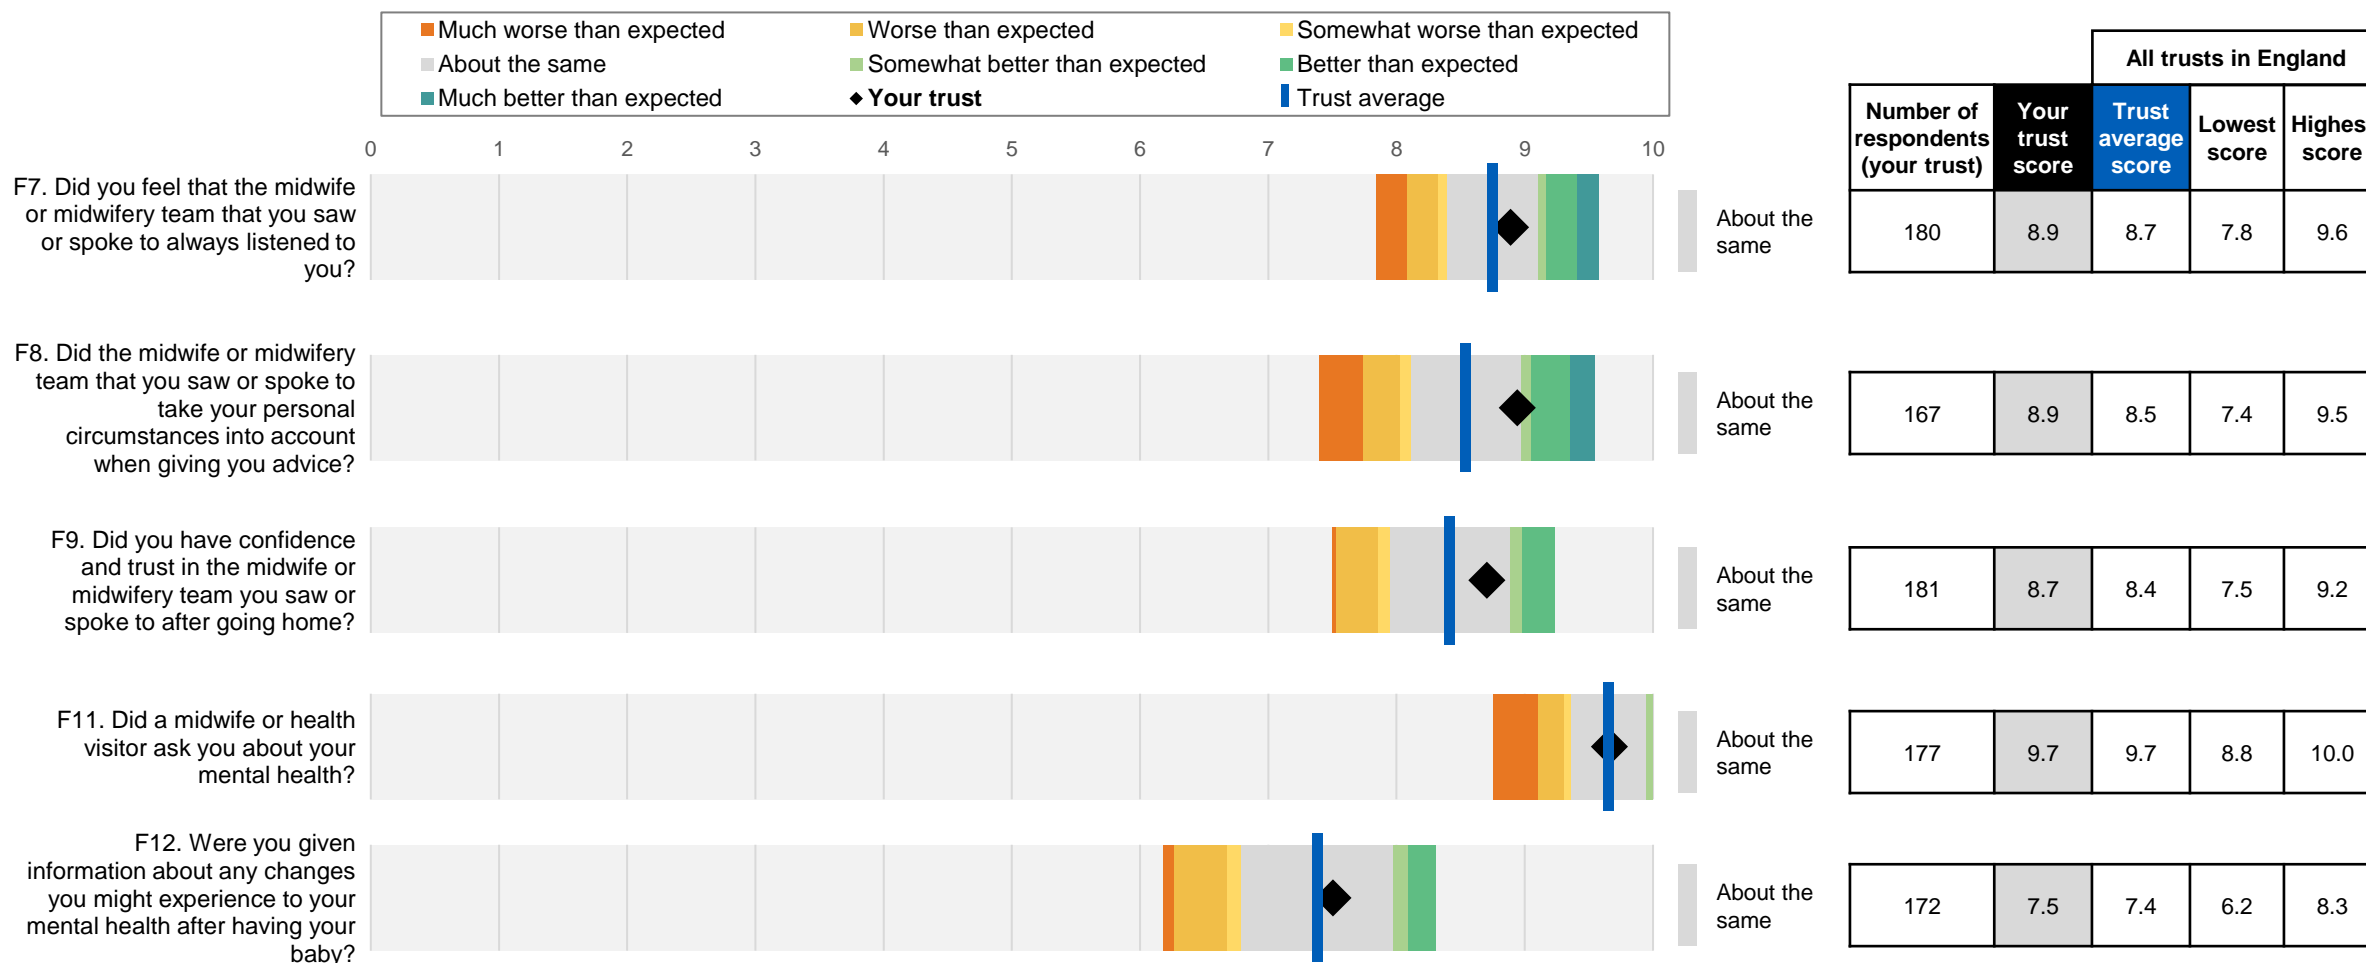 Much worse than expected
Worse than expected
Somewhat worse than expected
About the same
Somewhat better than expected
Better than expected
Much better than expected
Your trust
Trust average
All trusts in England
Number of
respondents
(your trust)
Your
trust
score
Trust
average
score
Lowest
score
Highes
score
0 1 2 3 4 5 6 7 8 9 10
F7. Did you feel that the midwife
or midwifery team that you saw
or spoke to always listened to
you?
About the
same
180 8.9 8.7 7.8 9.6
F8. Did the midwife or midwifery
team that you saw or spoke to
take your personal
circumstances into account
when giving you advice?
About the
same
167 8.9 8.5 7.4 9.5
F9. Did you have confidence
and trust in the midwife or
midwifery team you saw or
spoke to after going home?
About the
same
181 8.7 8.4 7.5 9.2
F11. Did a midwife or health
visitor ask you about your
mental health?
About the
same
177 9.7 9.7 8.8 10.0
F12. Were you given
information about any changes
you might experience to your
mental health after having your
baby?
About the
same
172 7.5 7.4 6.2 8.3